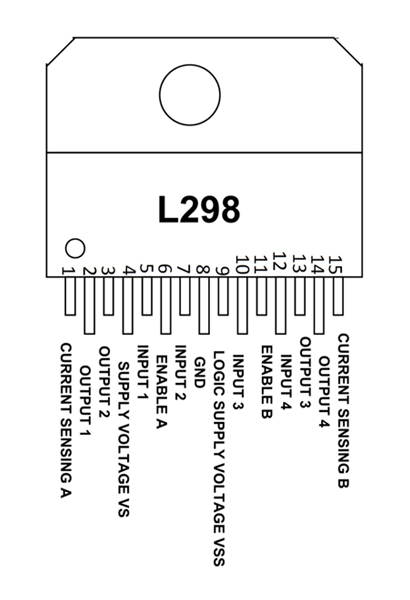 L298
1 2 3 4 5 6 7 8 9 10 11 12 13 14 15
CURRENT SENSING A
OUTPUT 1
OUTPUT 2
SUPPLY VOLTAGE VS
INPUT 1
ENABLE A
INPUT 2
GND
LOGIC SUPPLY VOLTAGE VSS
INPUT 3
ENABLE B
INPUT 4
OUTPUT 3
OUTPUT 4
CURRENT SENSING B